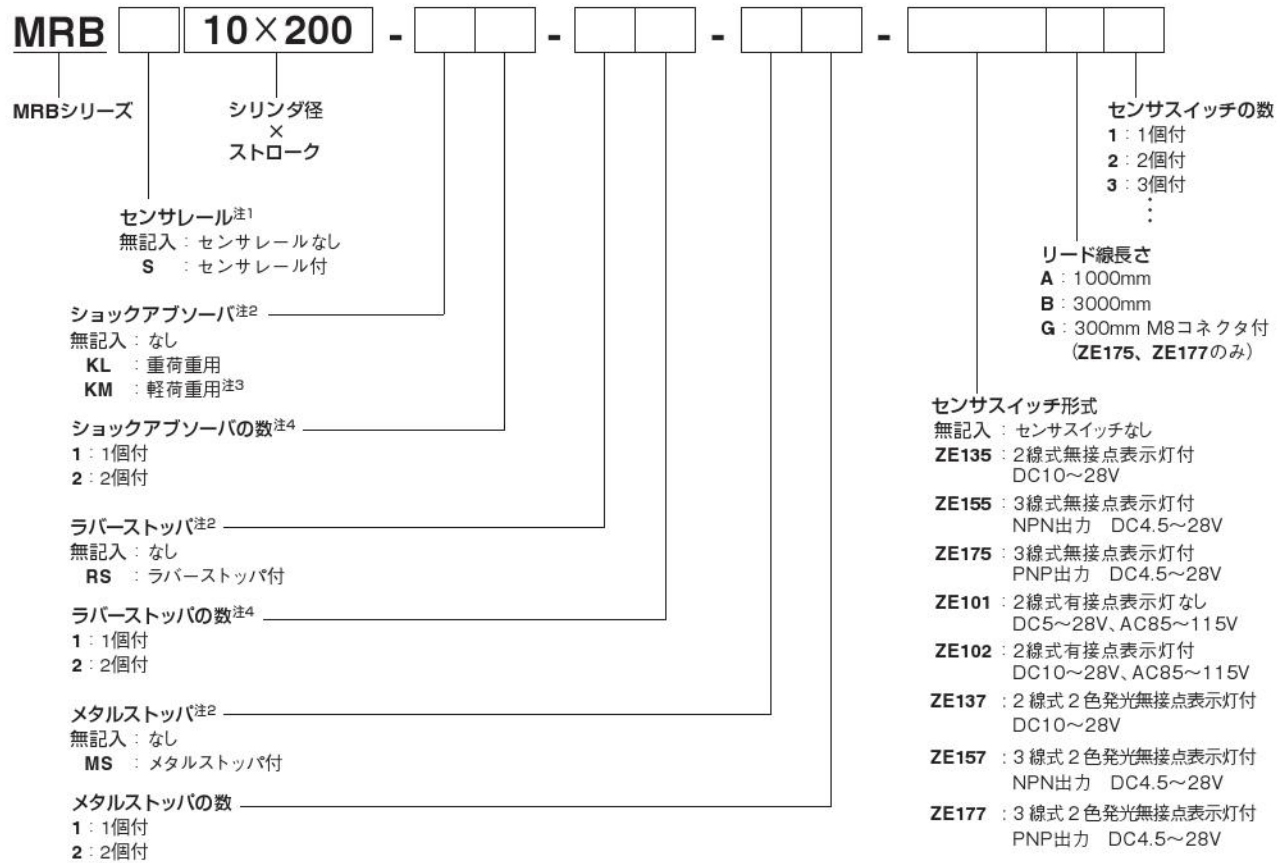 MRB 10×200 - - - -
MRBシリーズ
シリンダ径
×
ストローク
センサレール注1
無記入：センサレールなし
S ：センサレール付
ショックアブソーバ注2
無記入：なし
KL ：重荷重用
KM ：軽荷重用注3
ショックアブソーバの数注4
1：1個付
2：2個付
ラバーストッパ注2
無記入：なし
RS ：ラバーストッパ付
ラバーストッパの数注4
1：1個付
2：2個付
メタルストッパ注2
無記入：なし
MS ：メタルストッパ付
メタルストッパの数
1：1個付
2：2個付
センサスイッチの数
1：1個付
2：2個付
3：3個付
⋮
リード線長さ
A：1000mm
B：3000mm
G：300mm M8コネクタ付
(ZE175、ZE177のみ)
センサスイッチ形式
無記入：センサスイッチなし
ZE135：2線式無接点表示灯付
DC10〜28V
ZE155：3線式無接点表示灯付
NPN出力 DC4.5〜28V
ZE175：3線式無接点表示灯付
PNP出力 DC4.5〜28V
ZE101：2線式有接点表示灯なし
DC5〜28V、AC85〜115V
ZE102：2線式有接点表示灯付
DC10〜28V、AC85〜115V
ZE137：2線式2色発光無接点表示灯付
DC10〜28V
ZE157：3線式2色発光無接点表示灯付
NPN出力 DC4.5〜28V
ZE177：3線式2色発光無接点表示灯付
PNP出力 DC4.5〜28V